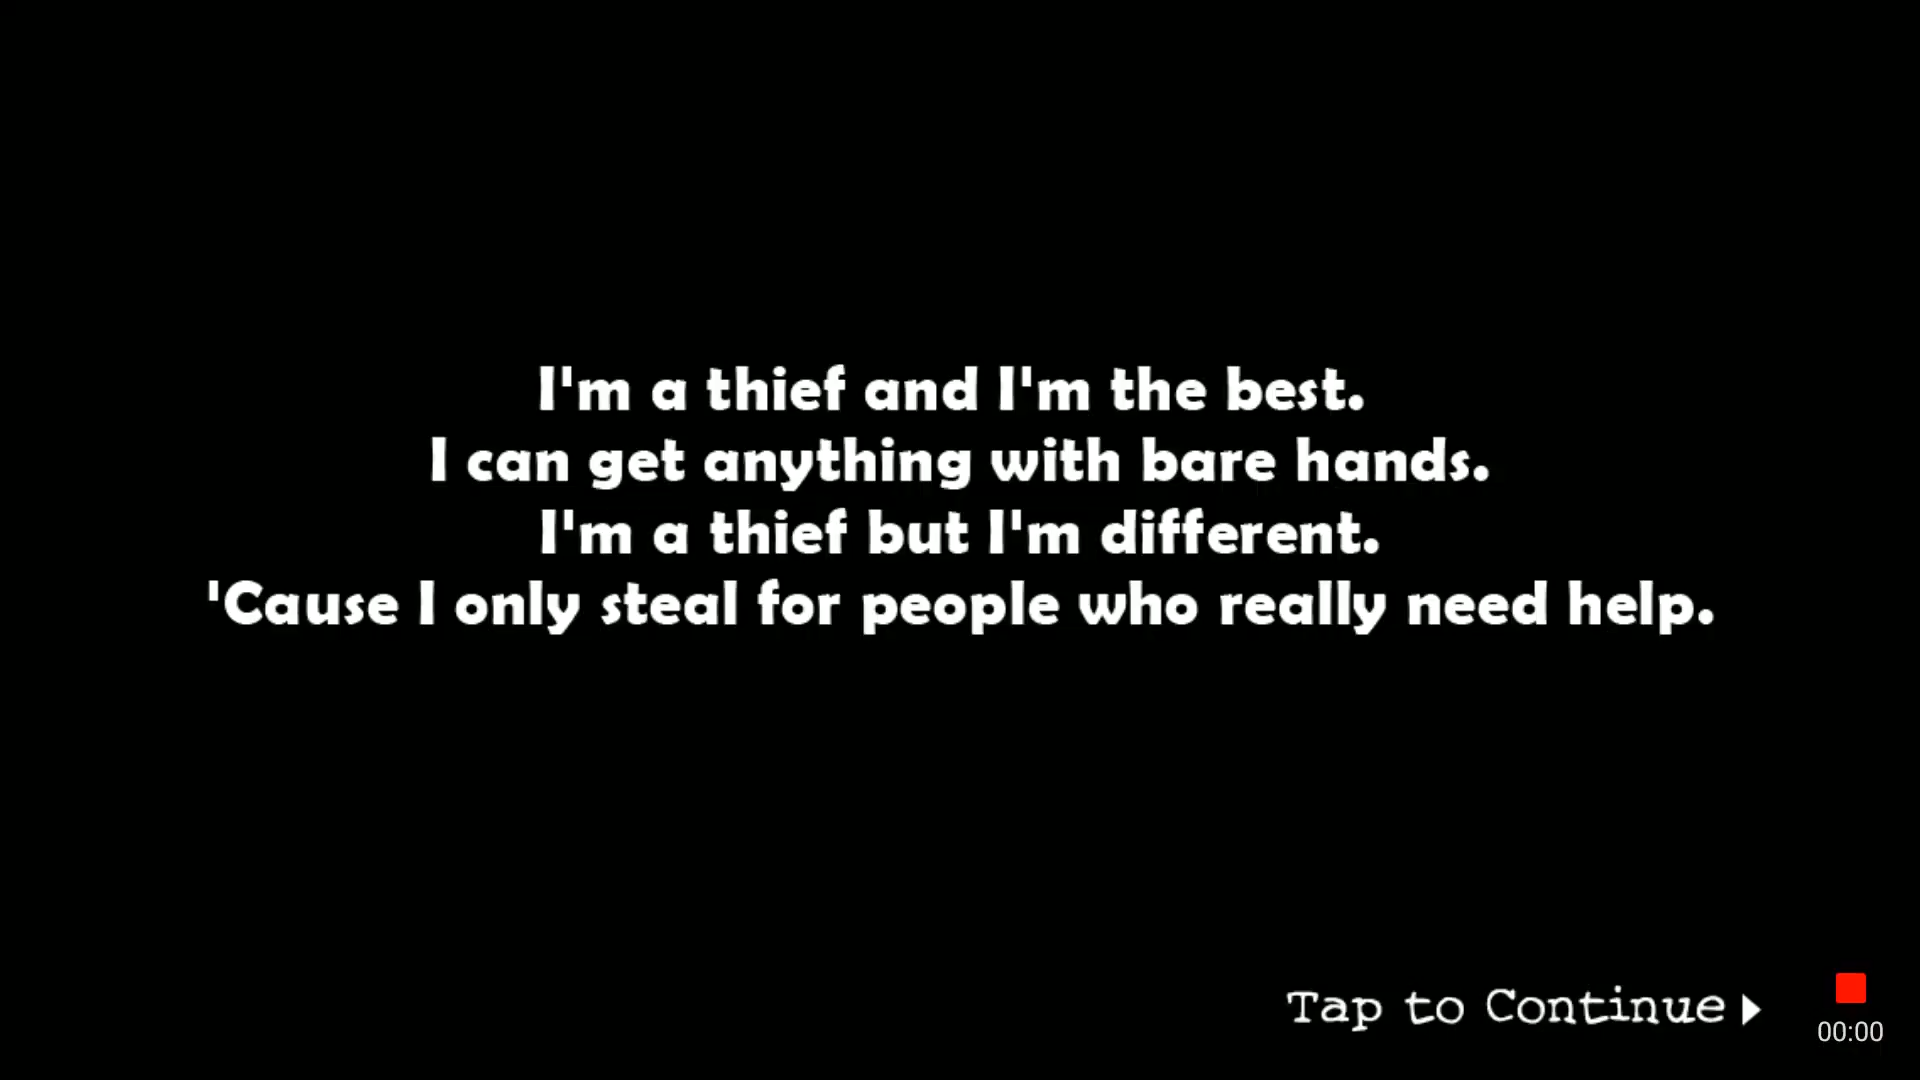 I'm a thief and I'm the best.
I can get anything with bare hands.
I'm a thief but I'm different.
'Cause I only steal for people who really need help.
Tap to Continue
00:00